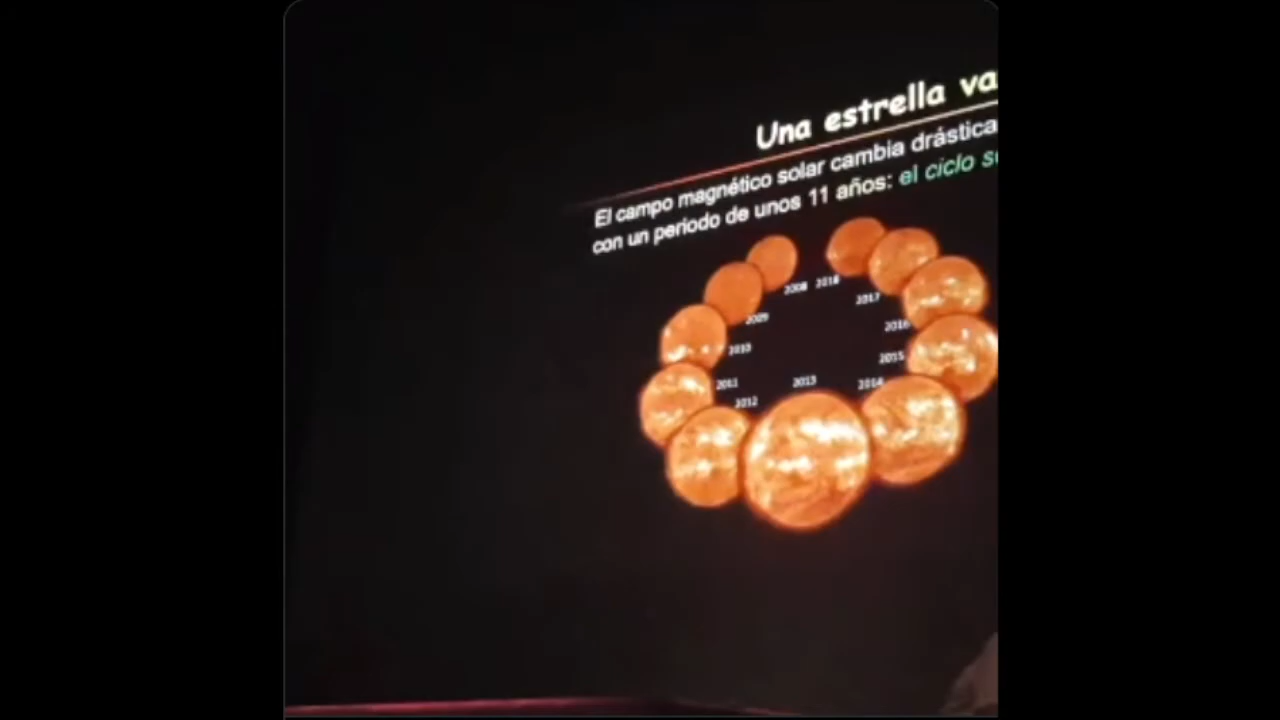 Una estrella va
El campo magnético solar cambia drástica
con un periodo de unos 11 años: el ciclo s
2008 2018
2009 2017
2010 2016
2011 2015
2012 2013 2014